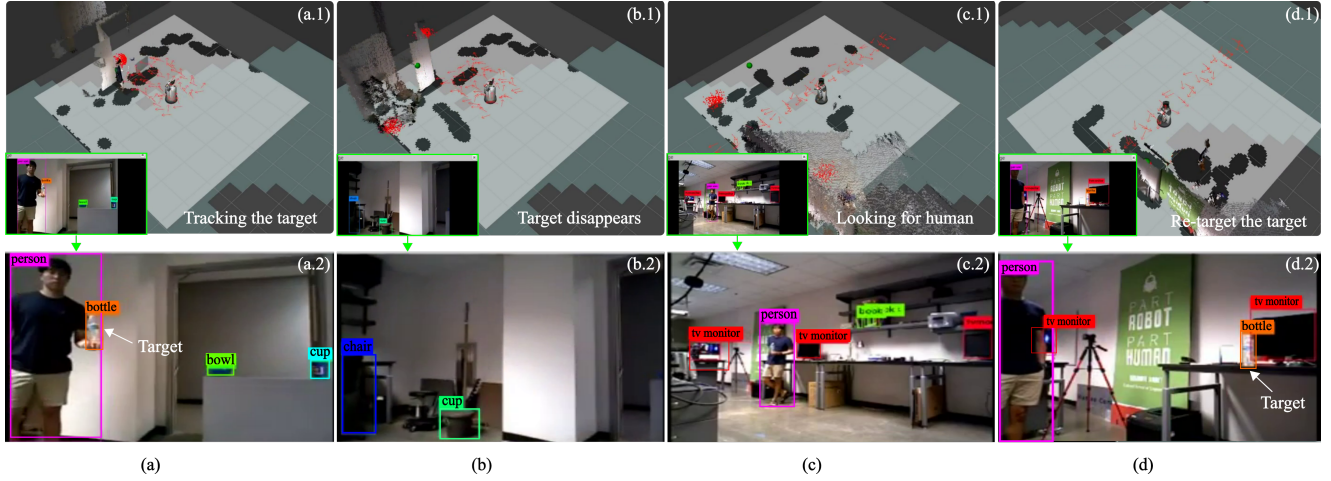 (a.1)
(b.1)
(c.1)
(d.1)
Tracking the target
Target disappears
Looking for human
Re-target the target
person
(a.2)
bottle
Target
bowl
cup
(b.2)
chair
cup
(c.2)
person
tv monitor
tv monitor
book
(d.2)
person
tv monitor
tv monitor
bottle
Target
PART
ROBOT
PART
HUMAN
(a)
(b)
(c)
(d)